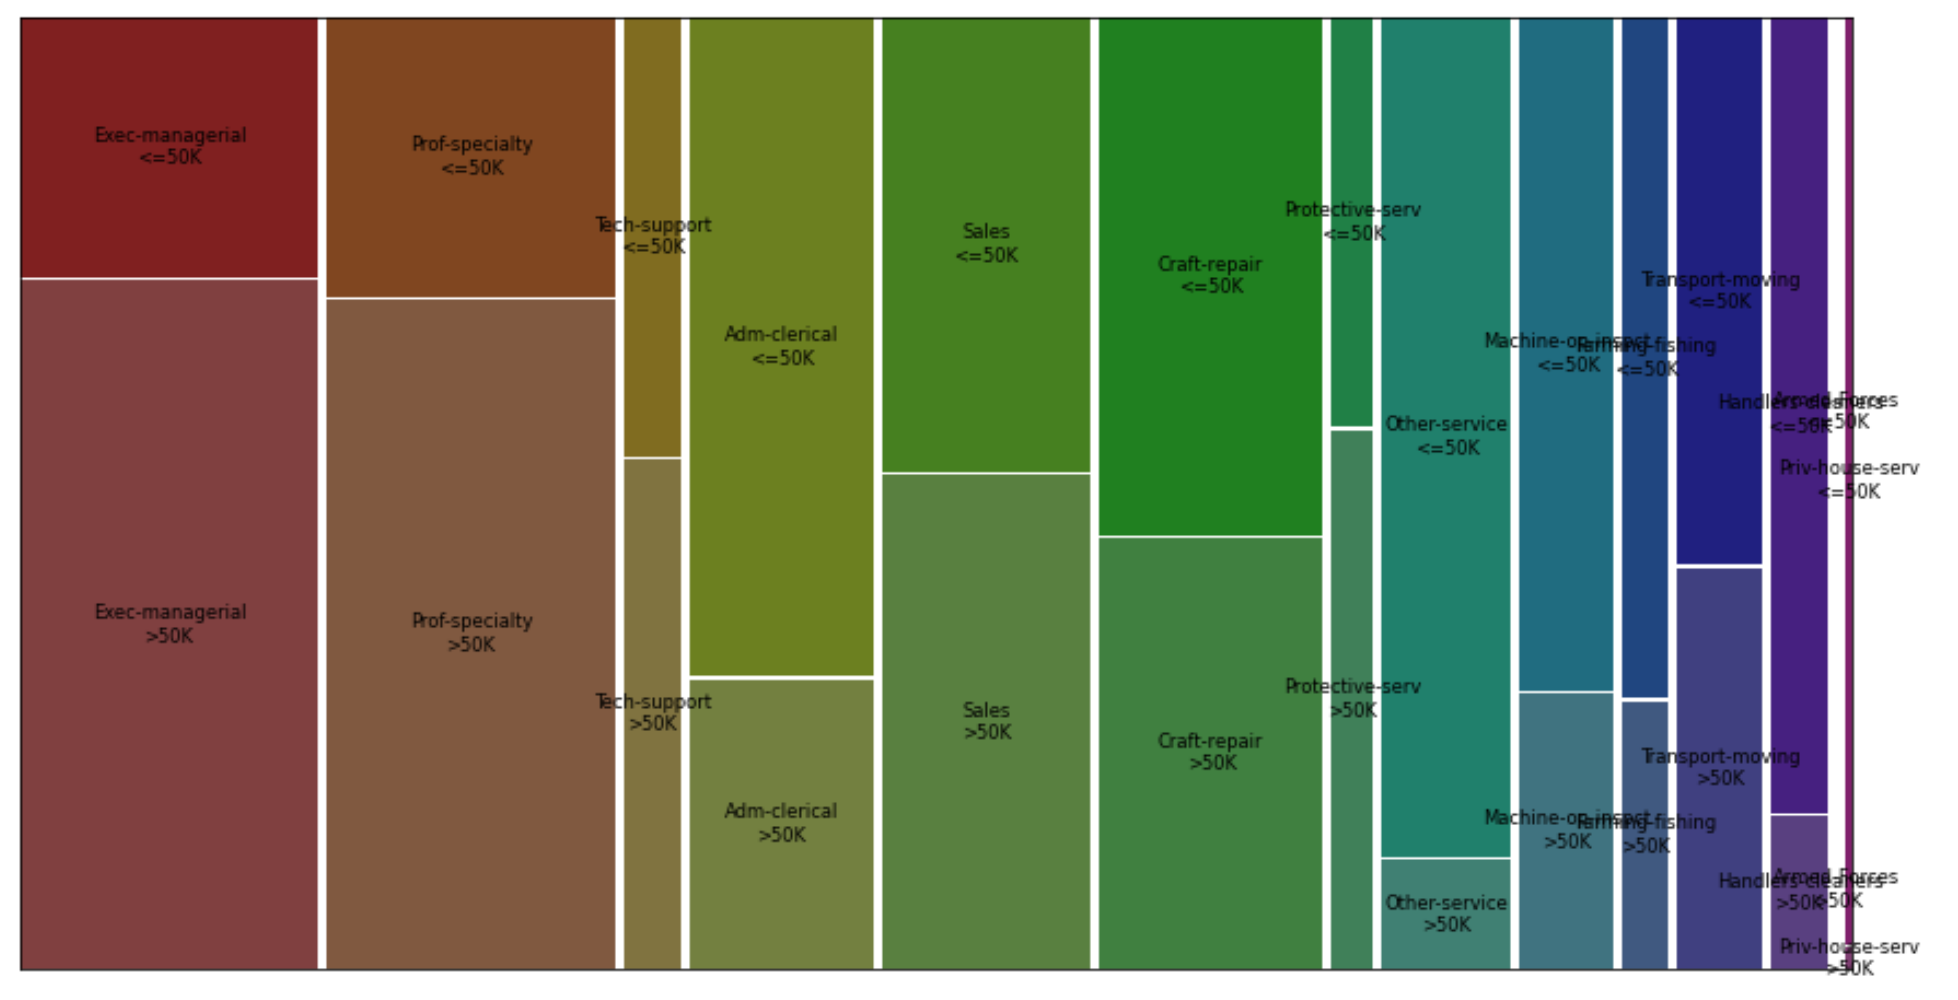 Exec-managerial
<=50K
Exec-managerial
>50K
Prof-specialty
<=50K
Prof-specialty
>50K
Tech-support
<=50K
Tech-support
>50K
Adm-clerical
<=50K
Adm-clerical
>50K
Sales
<=50K
Sales
>50K
Craft-repair
<=50K
Craft-repair
>50K
Protective-serv
<=50K
Protective-serv
>50K
Other-service
<=50K
Other-service
>50K
Machine-op-inspct
<=50K
Machine-op-inspct
>50K
Farming-fishing
<=50K
Farming-fishing
>50K
Transport-moving
<=50K
Transport-moving
>50K
Handlers-cleaners
<=50K
Handlers-cleaners
>50K
Armed-Forces
<=50K
Armed-Forces
>50K
Priv-house-serv
<=50K
Priv-house-serv
>50K